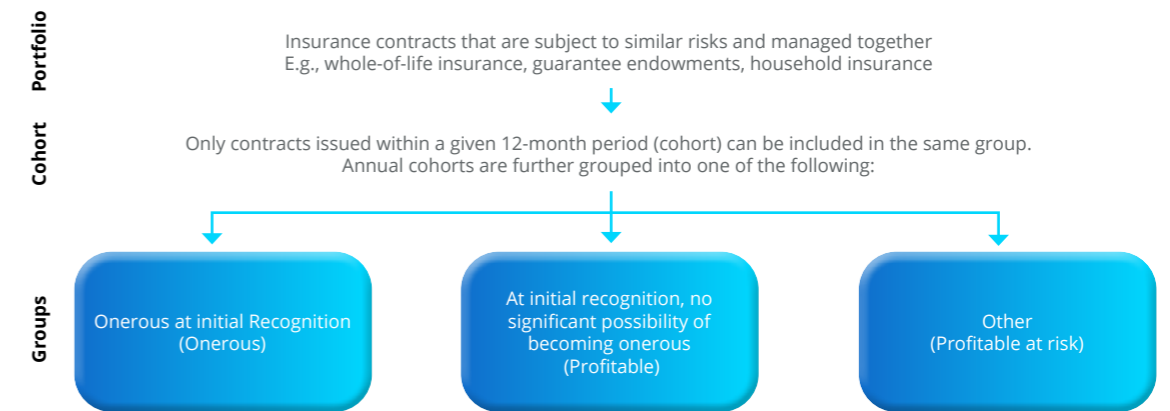 Portfolio
Insurance contracts that are subject to similar risks and managed together
E.g., whole-of-life insurance, guarantee endowments, household insurance
Cohort
Only contracts issued within a given 12-month period (cohort) can be included in the same group.
Annual cohorts are further grouped into one of the following:
Groups
Onerous at initial Recognition
(Onerous)
At initial recognition, no
significant possibility of
becoming onerous
(Profitable)
Other
(Profitable at risk)